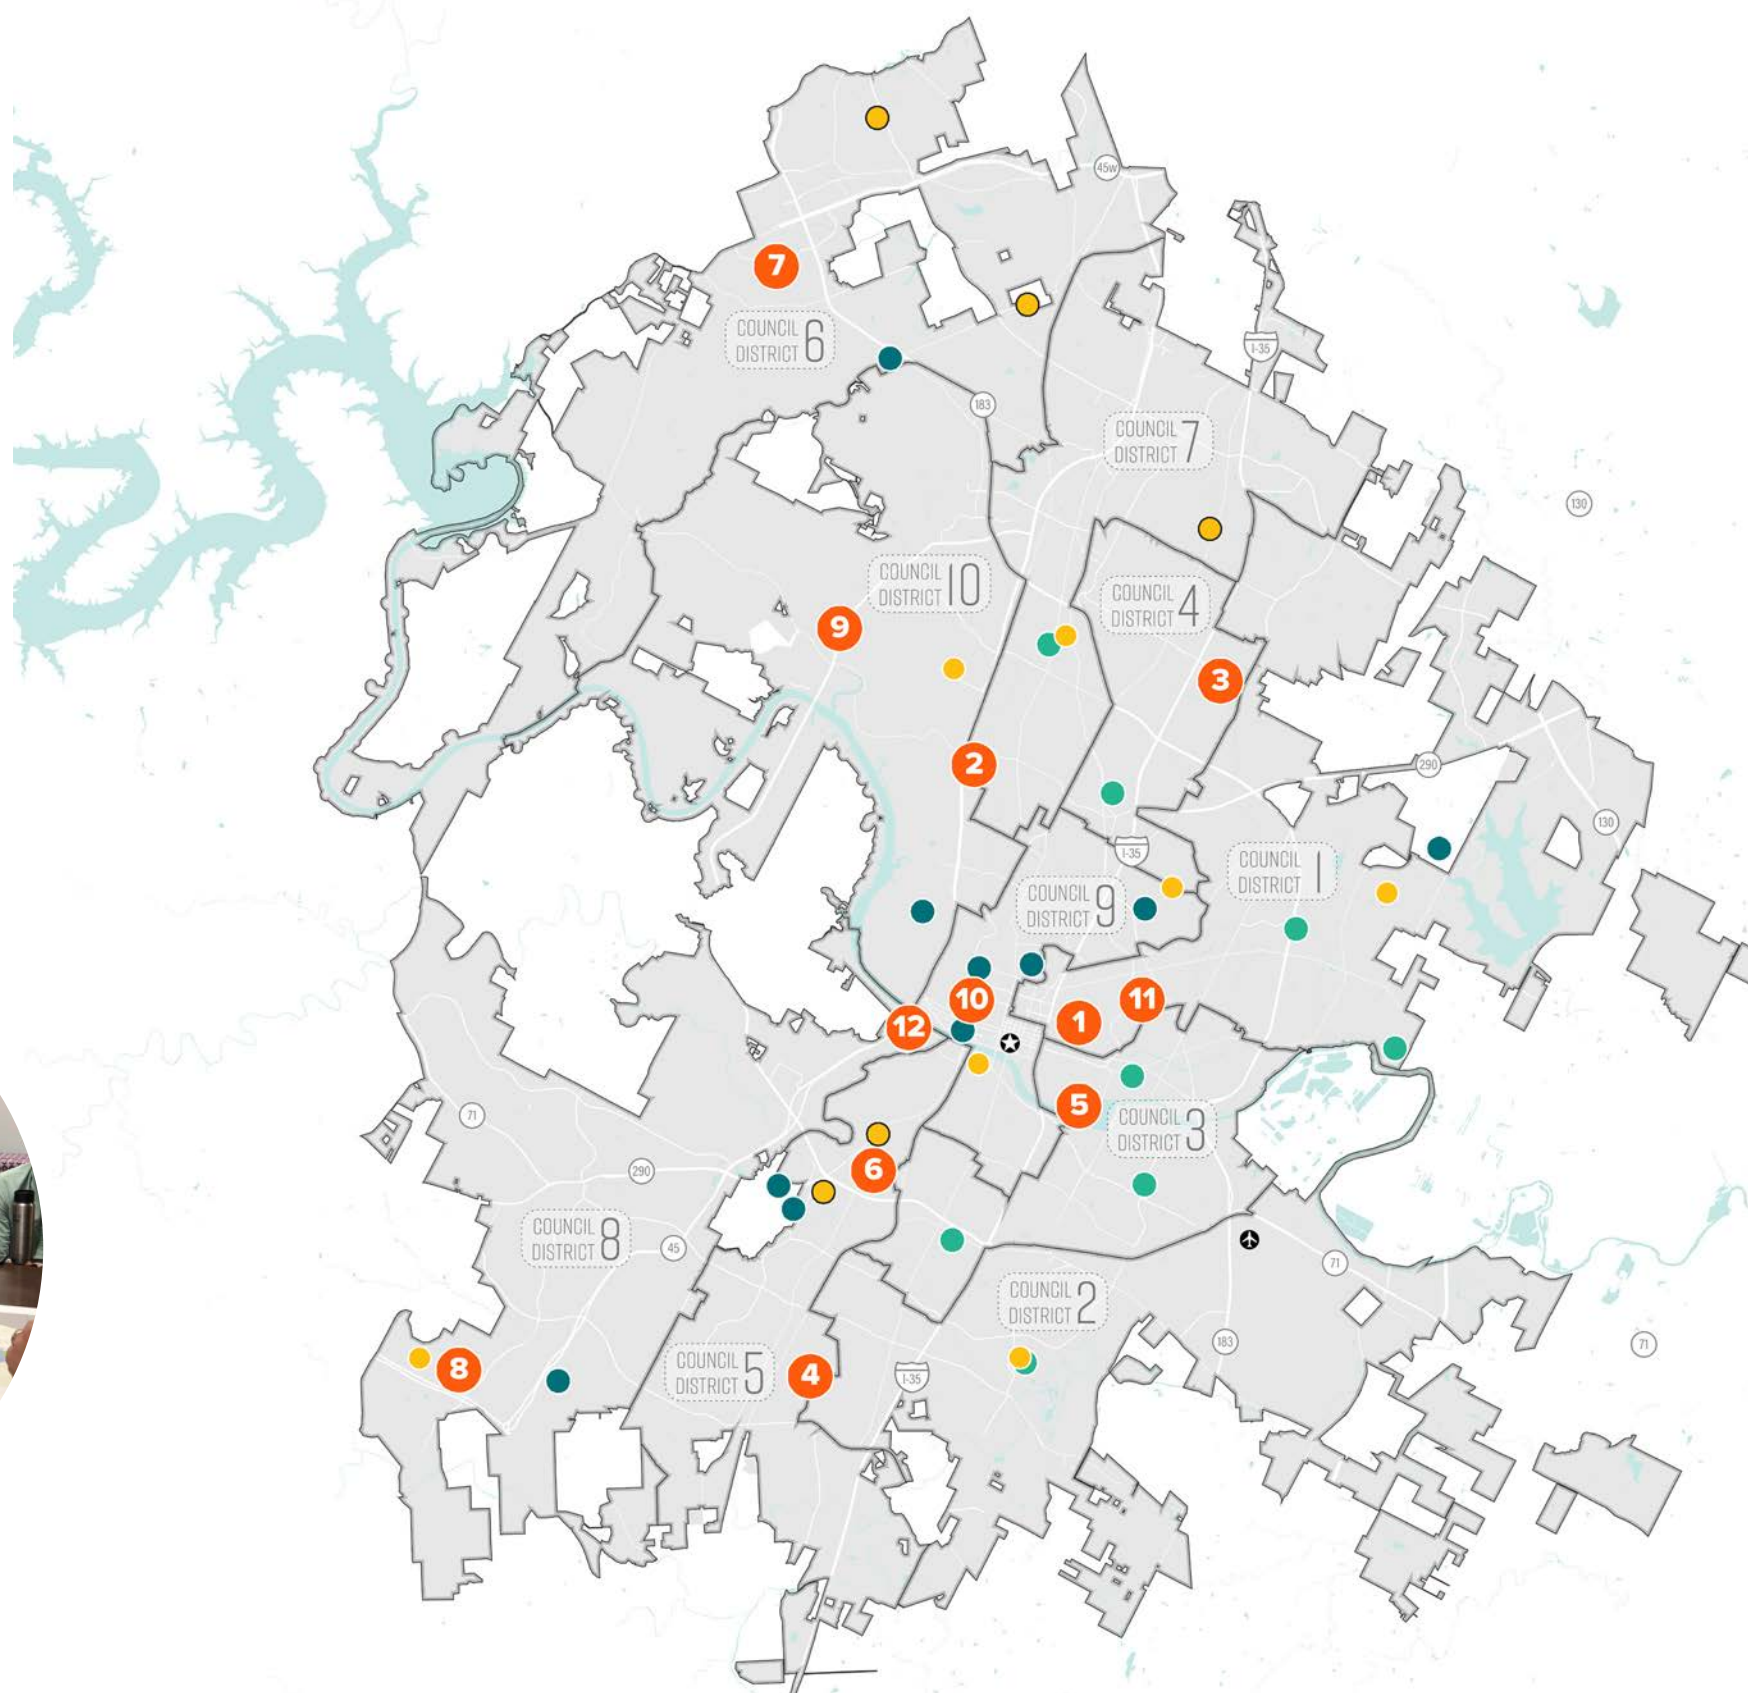 45W
7
COUNCIL
DISTRICT 6
I-35
183
COUNCIL
DISTRICT 7
130
COUNCIL
DISTRICT 10
COUNCIL
DISTRICT 4
9
3
2
290
130
I-35
COUNCIL
DISTRICT 1
COUNCIL
DISTRICT 9
10
11
12
1
5
COUNCIL
DISTRICT 3
71
290
6
COUNCIL
DISTRICT 8
45
71
COUNCIL
DISTRICT 2
183
71
8
COUNCIL
DISTRICT 5
4
I-35